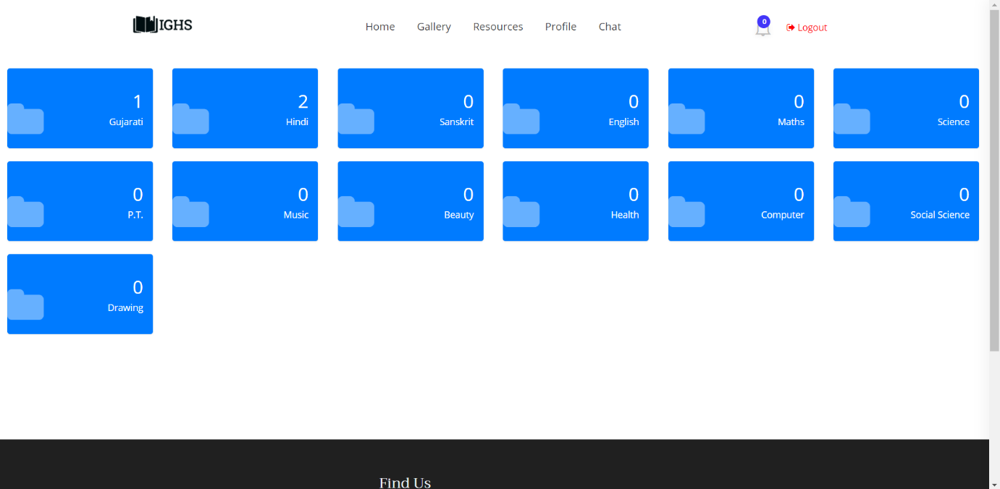 IGHS
Home Gallery Resources Profile Chat
0
Logout
1
Gujarati
2
Hindi
0
Sanskrit
0
English
0
Maths
0
Science
0
P.T.
0
Music
0
Beauty
0
Health
0
Computer
0
Social Science
0
Drawing
Find Us